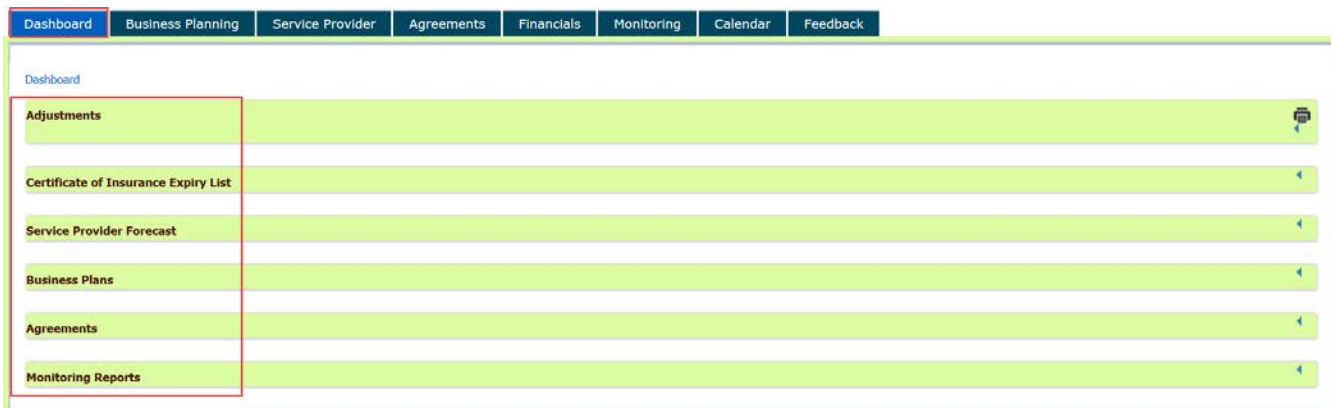 Dashboard Business Planning Service Provider Agreements Financials Monitoring Calendar Feedback
Dashboard
Adjustments
Certificate of Insurance Expiry List
Service Provider Forecast
Business Plans
Agreements
Monitoring Reports